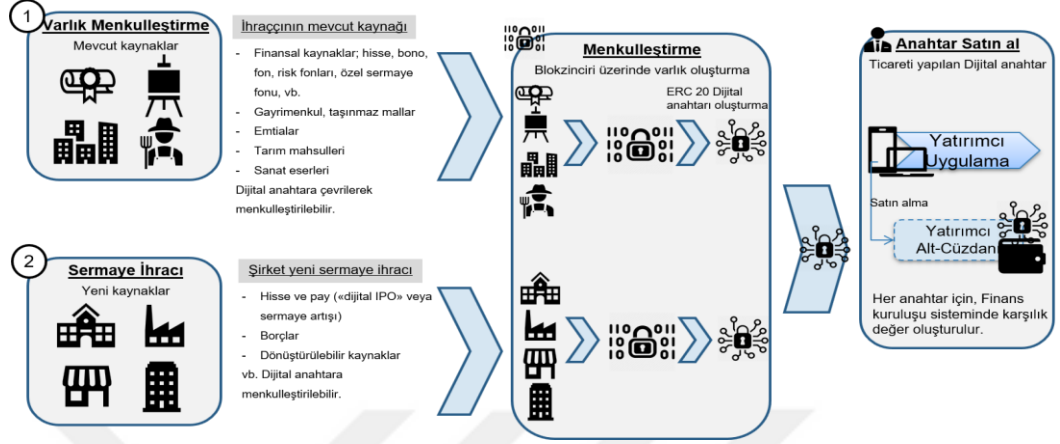 1
Varlık Menkulleştirme
Mevcut kaynaklar
İhraççının mevcut kaynağı
- Finansal kaynaklar; hisse, bono,
fon, risk fonları, özel sermaye
fonu, vb.
- Gayrimenkul, taşınmaz mallar
- Emtialar
- Tarım mahsulleri
- Sanat eserleri
Dijital anahtara çevrilerek
menkulleştirilebilir.
2
Sermaye İhracı
Yeni kaynaklar
Şirket yeni sermaye ihracı
- Hisse ve pay («dijital IPO» veya
sermaye artışı)
- Borçlar
- Dönüştürülebilir kaynaklar
vb. Dijital anahtara
menkulleştirilebilir.
Menkulleştirme
Blokzinciri üzerinde varlık oluşturma
ERC 20 Dijital
anahtarı oluşturma
Anahtar Satın al
Ticareti yapılan Dijital anahtar
Yatırımcı
Uygulama
Satın alma
Yatırımcı
Alt-Cüzdan
Her anahtar için, Finans
kuruluşu sisteminde karşılık
değer oluşturulur.